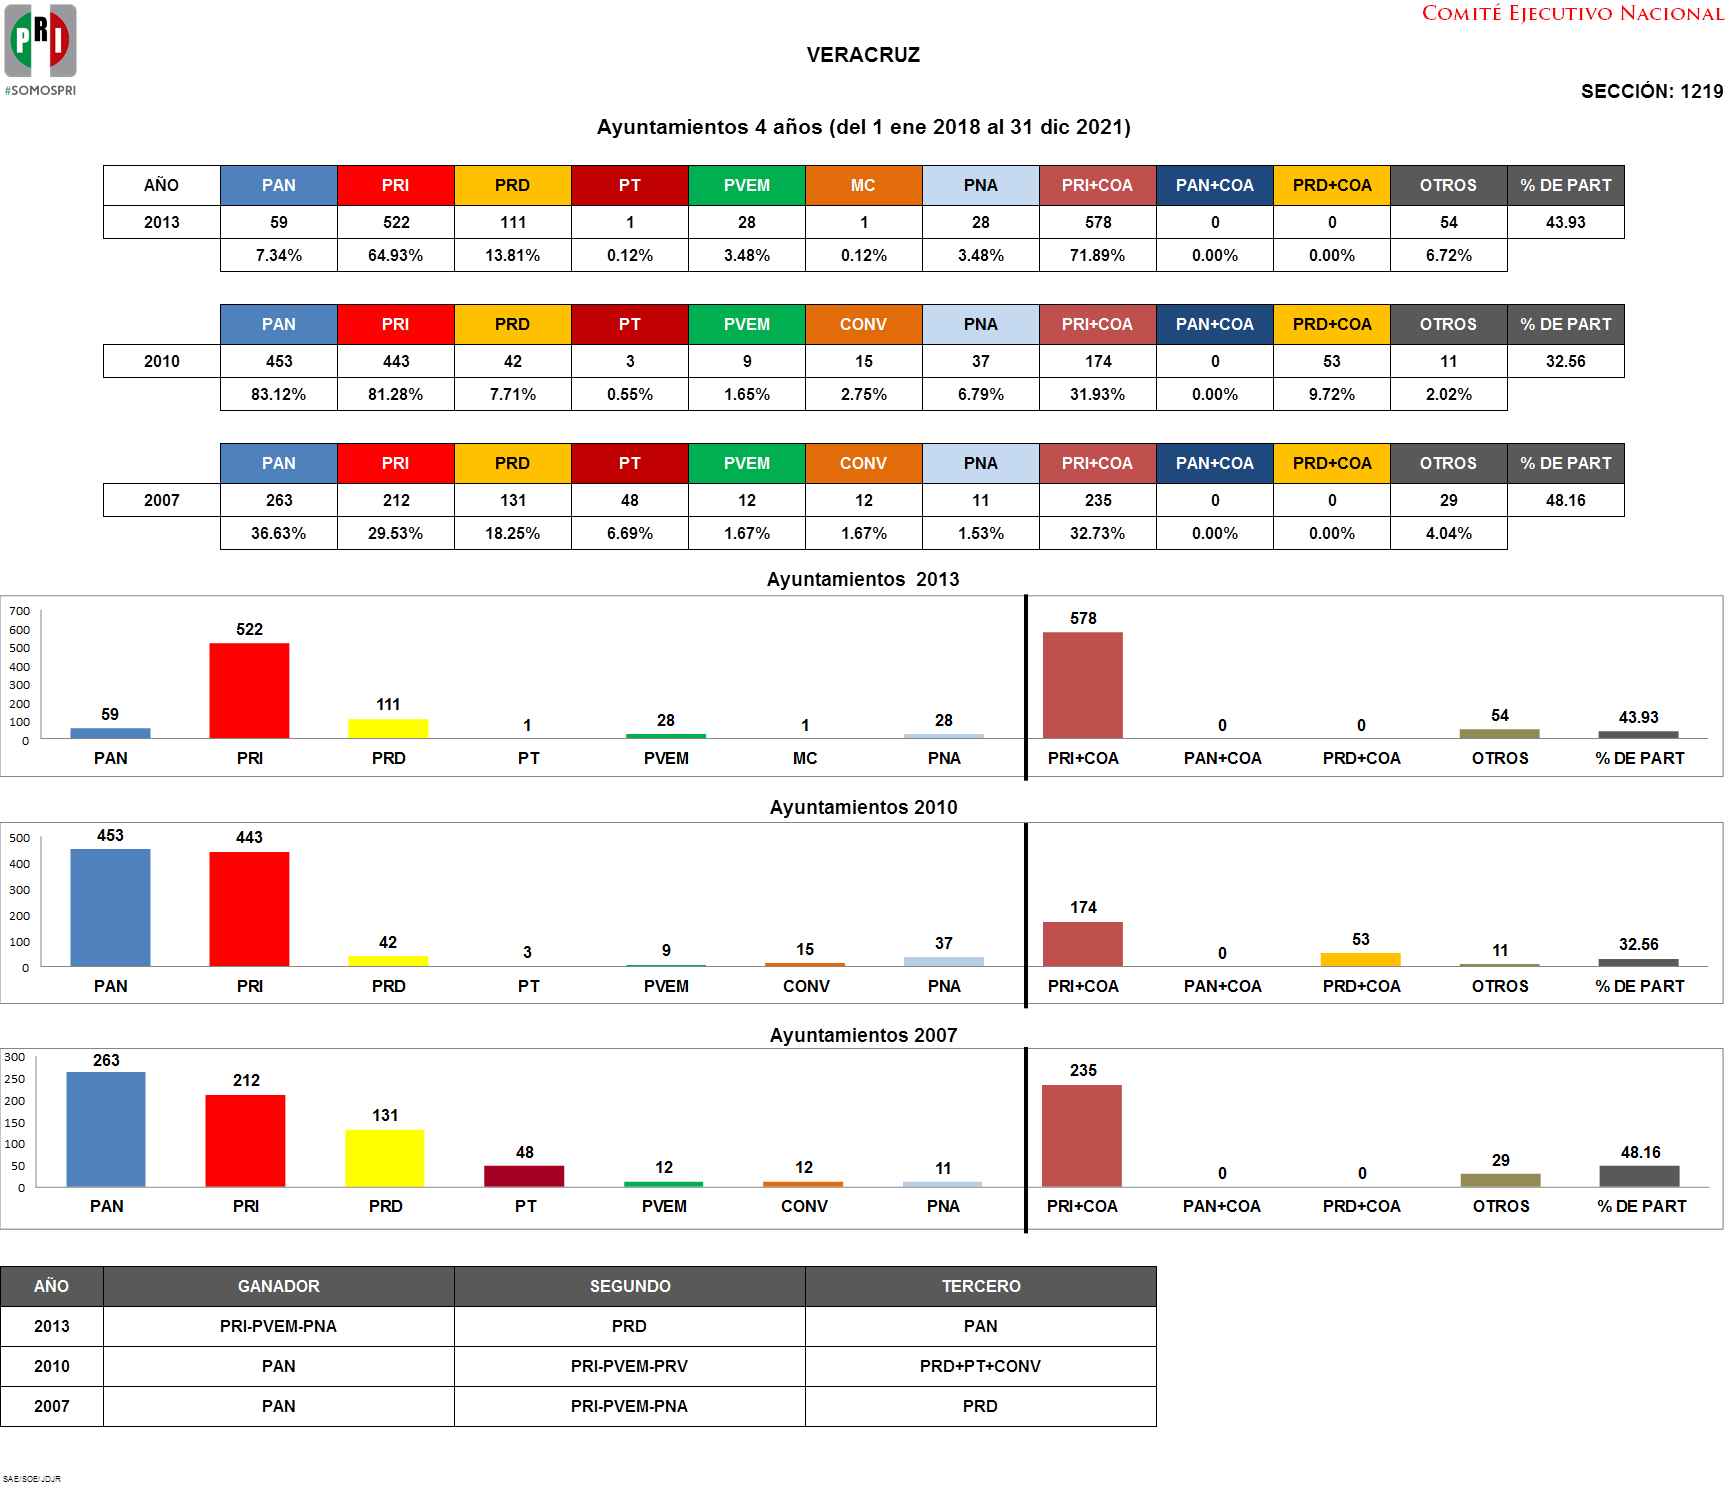 PRI
#SOMOSPRI
COMITÉ EJECUTIVO NACIONAL
VERACRUZ
SECCIÓN: 1219
Ayuntamientos 4 años (del 1 ene 2018 al 31 dic 2021)
AÑO PAN PRI PRD PT PVEM MC PNA PRI+COA PAN+COA PRD+COA OTROS % DE PART
2013 59 522 111 1 28 1 28 578 0 0 54 43.93
7.34% 64.93% 13.81% 0.12% 3.48% 0.12% 3.48% 71.89% 0.00% 0.00% 6.72%
PAN PRI PRD PT PVEM CONV PNA PRI+COA PAN+COA PRD+COA OTROS % DE PART
2010 453 443 42 3 9 15 37 174 0 53 11 32.56
83.12% 81.28% 7.71% 0.55% 1.65% 2.75% 6.79% 31.93% 0.00% 9.72% 2.02%
PAN PRI PRD PT PVEM CONV PNA PRI+COA PAN+COA PRD+COA OTROS % DE PART
2007 263 212 131 48 12 12 11 235 0 0 29 48.16
36.63% 29.53% 18.25% 6.69% 1.67% 1.67% 1.53% 32.73% 0.00% 0.00% 4.04%
Ayuntamientos 2013
700
600
500
400
300
200
100
0
59 522 111 1 28 1 28 578 0 0 54 43.93
PAN PRI PRD PT PVEM MC PNA PRI+COA PAN+COA PRD+COA OTROS % DE PART
Ayuntamientos 2010
500
400
300
200
100
0
453 443 42 3 9 15 37 174 0 53 11 32.56
PAN PRI PRD PT PVEM CONV PNA PRI+COA PAN+COA PRD+COA OTROS % DE PART
Ayuntamientos 2007
300
250
200
150
100
50
0
263 212 131 48 12 12 11 235 0 0 29 48.16
PAN PRI PRD PT PVEM CONV PNA PRI+COA PAN+COA PRD+COA OTROS % DE PART
AÑO GANADOR SEGUNDO TERCERO
2013 PRI-PVEM-PNA PRD PAN
2010 PAN PRI-PVEM-PRV PRD+PT+CONV
2007 PAN PRI-PVEM-PNA PRD
SAE/SOE/JDJR